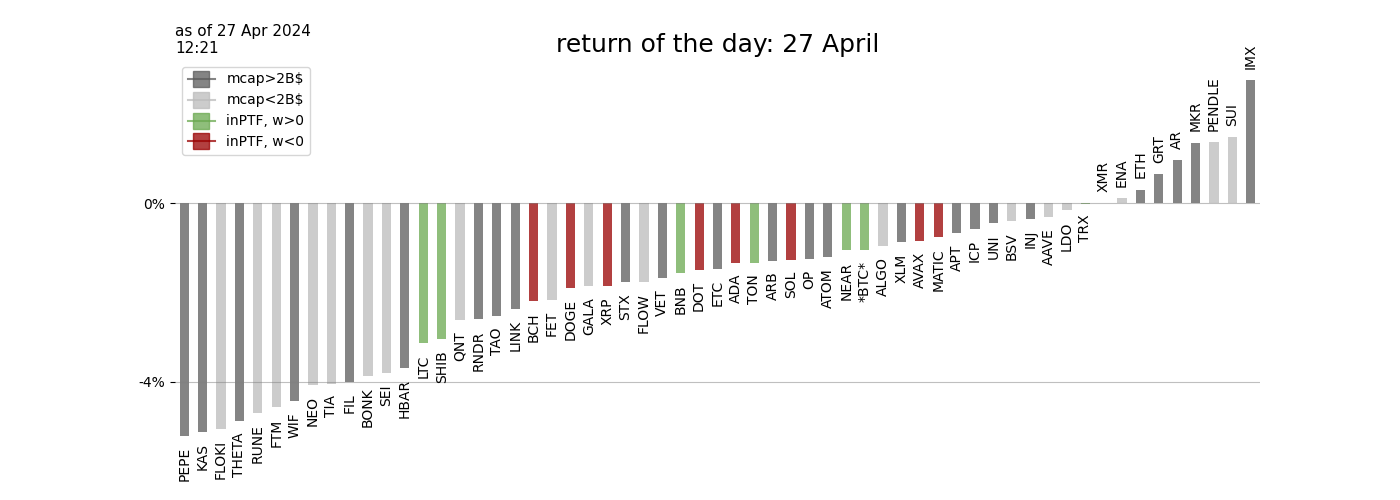 as of 27 Apr 2024
12:21
return of the day: 27 April
mcap>2B$
mcap<2B$
inPTF, w>0
inPTF, w<0
0%
-4%
PEPE
KAS
FLOKI
THETA
RUNE
FTM
WIF
NEO
TIA
FIL
BONK
SEI
HBAR
LTC
SHIB
QNT
RNDR
TAO
LINK
BCH
FET
DOGE
GALA
XRP
STX
FLOW
VET
BNB
DOT
ETC
ADA
TON
ARB
SOL
OP
ATOM
NEAR
*BTC*
ALGO
XLM
AVAX
MATIC
APT
ICP
UNI
BSV
INJ
AAVE
LDO
TRX
XMR
ENA
ETH
GRT
AR
MKR
PENDLE
SUI
IMX